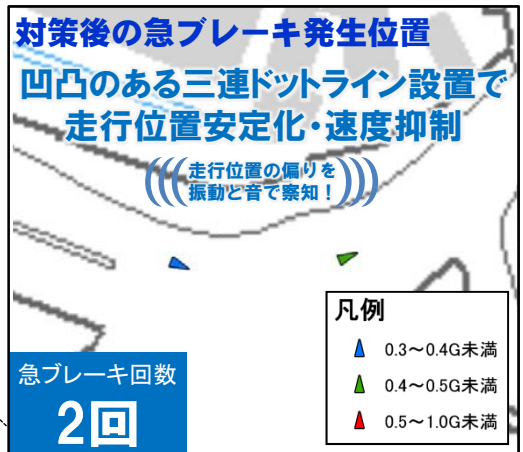 対策後の急ブレーキ発生位置
凹凸のある三連ドットライン設置で
走行位置安定化・速度抑制
走行位置の偏りを
振動と音で察知！
凡例
0.3～0.4G未満
0.4～0.5G未満
0.5～1.0G未満
急ブレーキ回数
2回